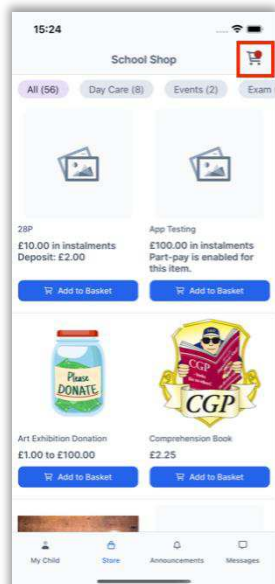 15:24
School Shop
All (56)
Day Care (8)
Events (2)
Exam
28P
£10.00 in instalments
Deposit: £2.00
Add to Basket
App Testing
£100.00 in instalments
Part-pay is enabled for
this item.
Add to Basket
Please
DONATE
Art Exhibition Donation
£1.00 to £100.00
Add to Basket
CGP
CGP
Comprehension Book
£2.25
Add to Basket
My Child
Store
Announcements
Messages